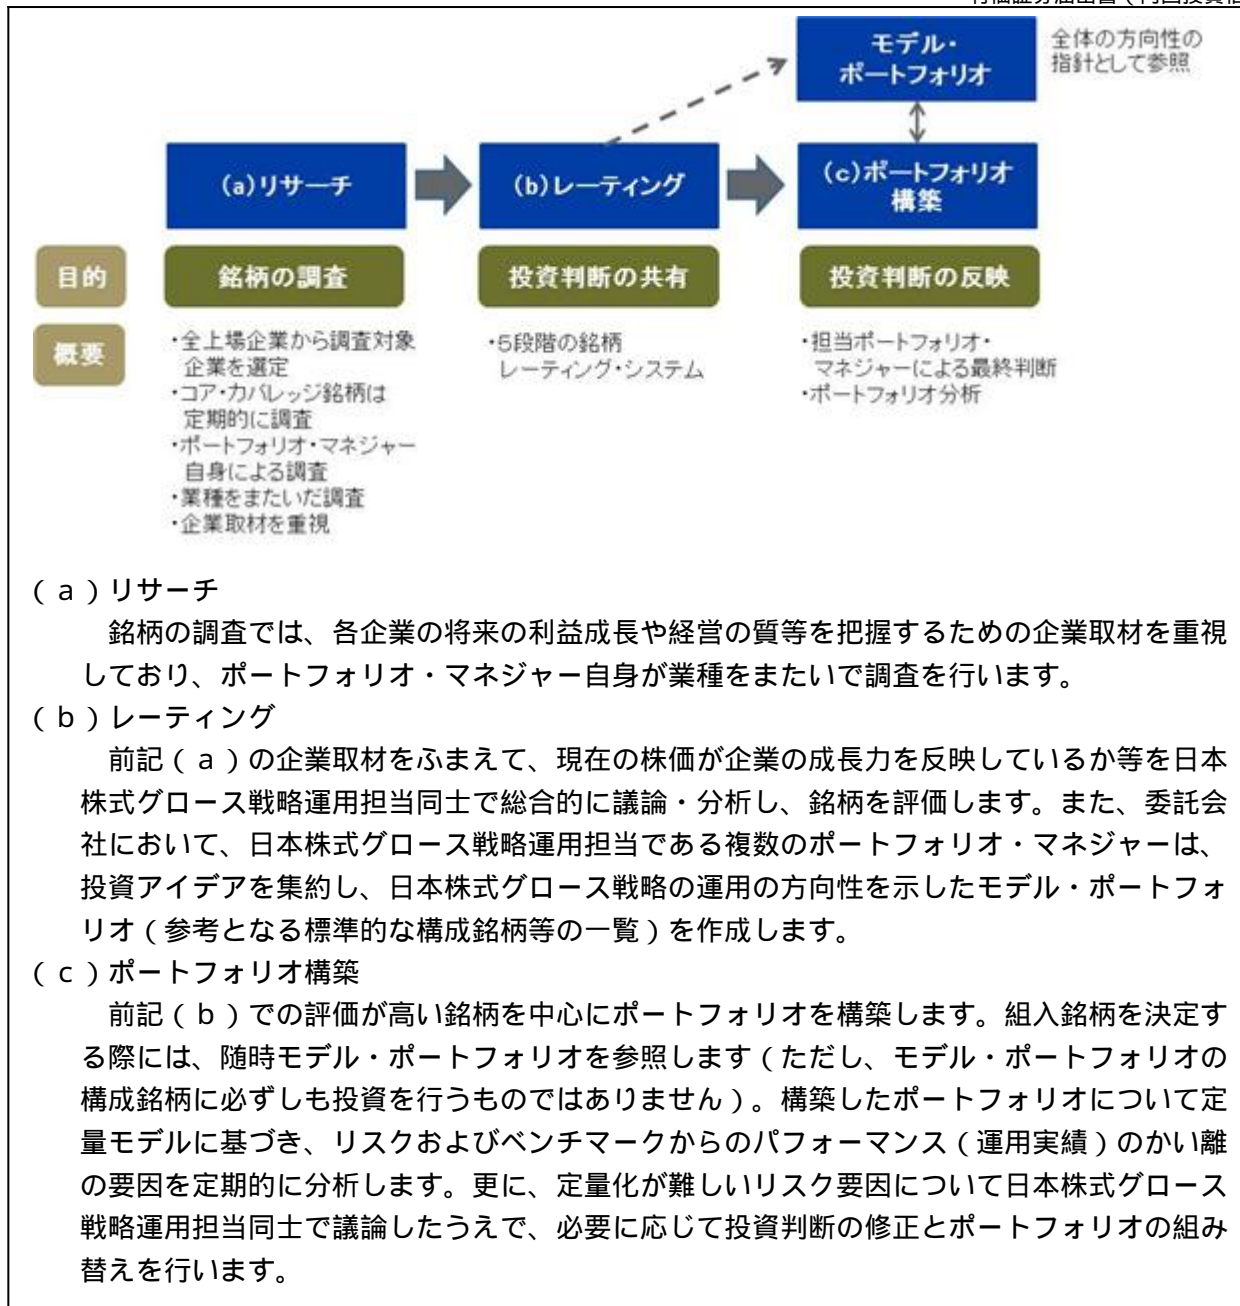 モデル・
ポートフォリオ
全体の方向性の
指針として参照
(a)リサーチ
(b)レーティング
(c)ポートフォリオ
構築
目的
銘柄の調査
投資判断の共有
投資判断の反映
概要
・全上場企業から調査対象
企業を選定
・コア・カバレッジ銘柄は
定期的に調査
・ポートフォリオ・マネジャー
自身による調査
・業種をまたいだ調査
・企業取材を重視
・5段階の銘柄
レーティング・システム
・担当ポートフォリオ・
マネジャーによる最終判断
・ポートフォリオ分析
(a)リサーチ
銘柄の調査では、各企業の将来の利益成長や経営の質等を把握するための企業取材を重視
しており、ポートフォリオ・マネジャー自身が業種をまたいで調査を行います。
(b)レーティング
前記(a)の企業取材をふまえて、現在の株価が企業の成長力を反映しているか等を日本
株式グロース戦略運用担当同士で総合的に議論・分析し、銘柄を評価します。また、委託会
社において、日本株式グロース戦略運用担当である複数のポートフォリオ・マネジャーは、
投資アイデアを集約し、日本株式グロース戦略の運用の方向性を示したモデル・ポートフォ
リオ(参考となる標準的な構成銘柄等の一覧)を作成します。
(c)ポートフォリオ構築
前記(b)での評価が高い銘柄を中心にポートフォリオを構築します。組入銘柄を決定す
る際には、随時モデル・ポートフォリオを参照します(ただし、モデル・ポートフォリオの
構成銘柄に必ずしも投資を行うものではありません)。構築したポートフォリオについて定
量モデルに基づき、リスクおよびベンチマークからのパフォーマンス(運用実績)のかい離
の要因を定期的に分析します。更に、定量化が難しいリスク要因について日本株式グロース
戦略運用担当同士で議論したうえで、必要に応じて投資判断の修正とポートフォリオの組み
替えを行います。